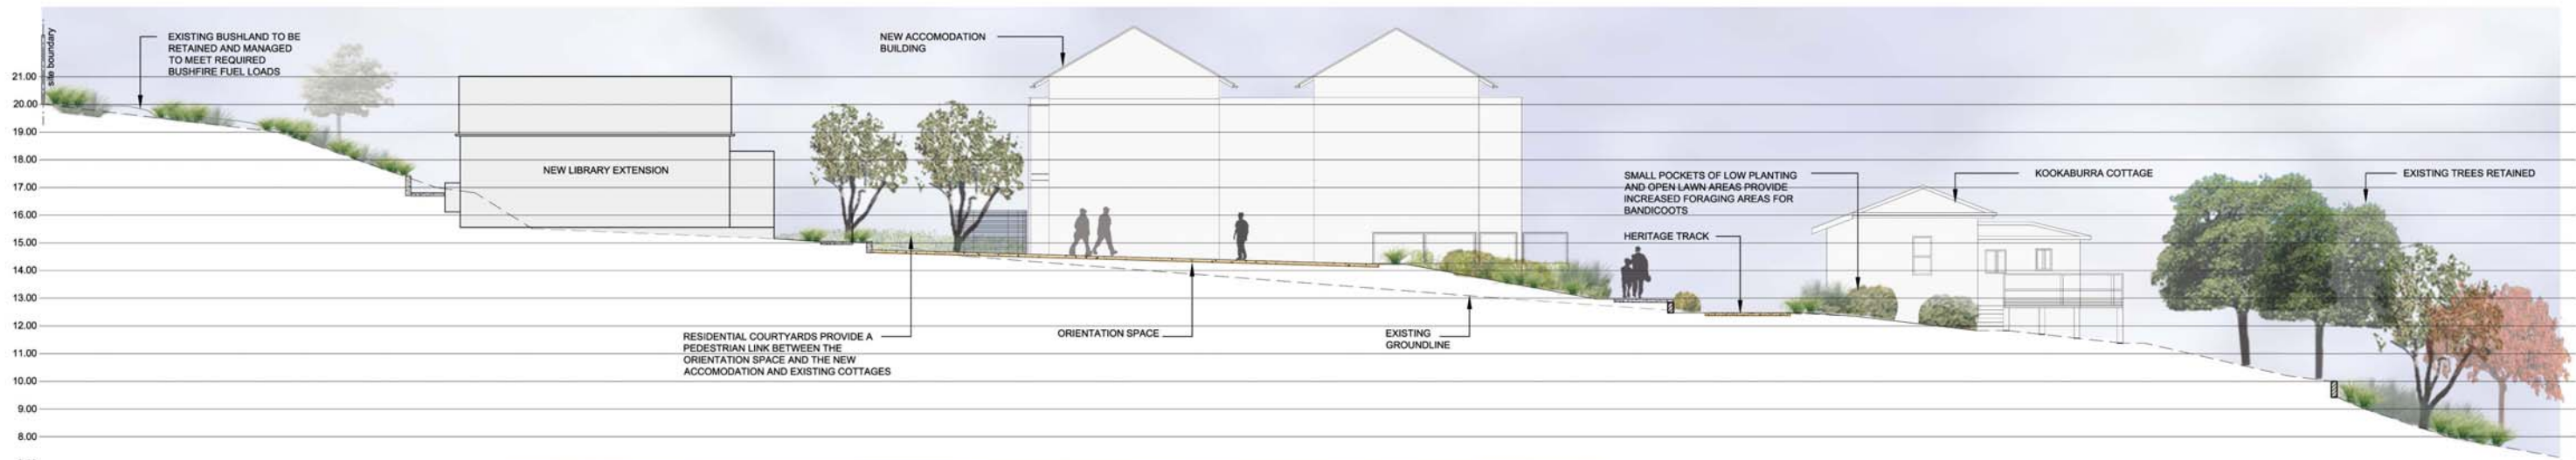 site boundary
EXISTING BUSHLAND TO BE
RETAINED AND MANAGED
TO MEET REQUIRED
BUSHFIRE FUEL LOADS
NEW ACCOMODATION
BUILDING
21.00
20.00
19.00
18.00
17.00
16.00
15.00
14.00
13.00
12.00
11.00
10.00
9.00
8.00
NEW LIBRARY EXTENSION
SMALL POCKETS OF LOW PLANTING
AND OPEN LAWN AREAS PROVIDE
INCREASED FORAGING AREAS FOR
BANDICOOTS
HERITAGE TRACK
KOOKABURRA COTTAGE
EXISTING TREES RETAINED
RESIDENTIAL COURTYARDS PROVIDE A
PEDESTRIAN LINK BETWEEN THE
ORIENTATION SPACE AND THE NEW
ACCOMODATION AND EXISTING COTTAGES
ORIENTATION SPACE
EXISTING
GROUNDLINE